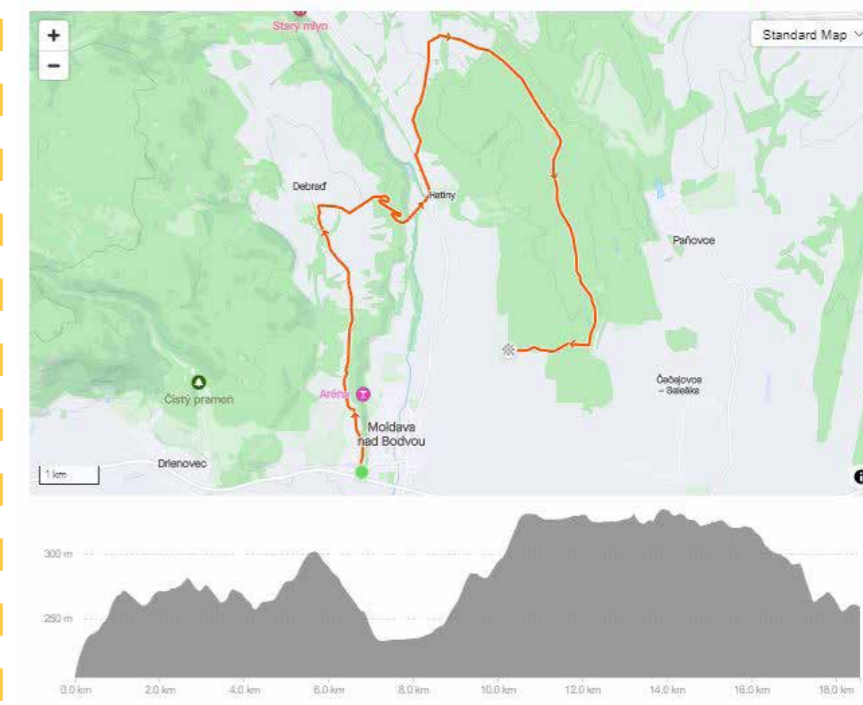 Starý mlyn
+
Standard Map
−
Debraď
Hatiny
Paňovce
Čistý prameň
Aréna
Čečejovce
– Seleška
Moldava
nad Bodvou
Drienovec
1 km
300 m
250 m
0.0 km 2.0 km 4.0 km 6.0 km 8.0 km 10.0 km 12.0 km 14.0 km 16.0 km 18.0 km